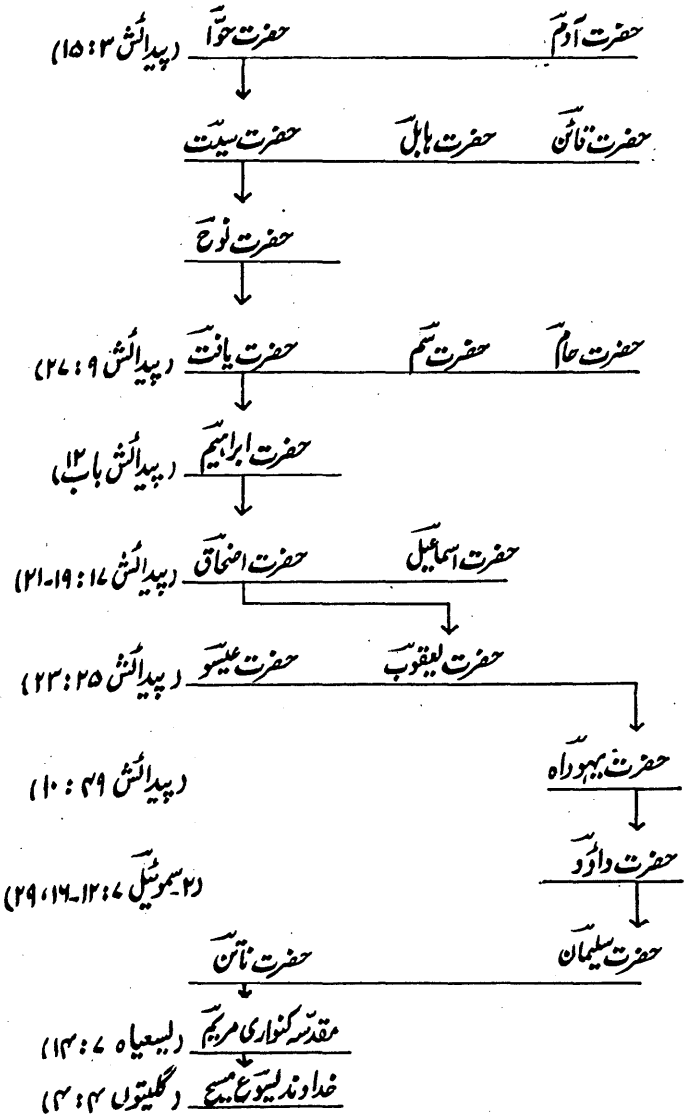 حضرت آدم حضرت حوّا (پیدائش ۳:۱۵)
حضرت قائن حضرت ہابل حضرت سیت
حضرت نوح
حضرت حام حضرت سم حضرت یافت (پیدائش ۹:۲۷)
حضرت ابراہیم (پیدائش باب ۱۲)
حضرت اسماعیل حضرت اضحاق (پیدائش ۱۷:۱۹-۲۱)
حضرت یعقوب حضرت عیسو (پیدائش ۲۵:۲۳)
حضرت یہوداہ (پیدائش ۴۹:۱۰)
حضرت داؤد (۲-سموئیل ۷:۱۲-۱۶، ۲۹)
حضرت سلیمان حضرت ناتن
مقدسہ کنواری مریم (یسعیاہ ۷:۱۴)
خداوند یسوع مسیح (گلیتوں ۴:۴)